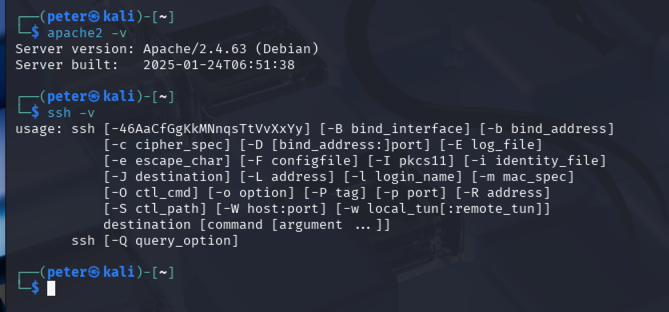 ┌──(peter㉿kali)-[~]
└─$ apache2 -v
Server version: Apache/2.4.63 (Debian)
Server built:   2025-01-24T06:51:38

┌──(peter㉿kali)-[~]
└─$ ssh -v
usage: ssh [-46AaCfGgKkMNnqsTtVvXxYy] [-B bind_interface] [-b bind_address]
           [-c cipher_spec] [-D [bind_address:]port] [-E log_file]
           [-e escape_char] [-F configfile] [-I pkcs11] [-i identity_file]
           [-J destination] [-L address] [-l login_name] [-m mac_spec]
           [-O ctl_cmd] [-o option] [-P tag] [-p port] [-R address]
           [-S ctl_path] [-W host:port] [-w local_tun[:remote_tun]]
           destination [command [argument ...]]
       ssh [-Q query_option]

┌──(peter㉿kali)-[~]
└─$